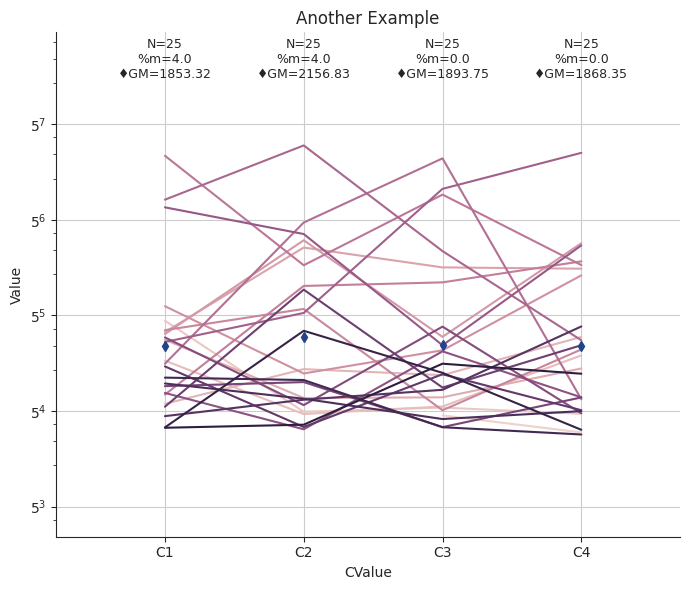 Another Example
N=25 N=25 N=25 N=25
%m=4.0 %m=4.0 %m=0.0 %m=0.0
♦GM=1853.32 ♦GM=2156.83 ♦GM=1893.75 ♦GM=1868.35
5⁷
5⁶
5⁵
5⁴
5³
Value
C1 C2 C3 C4
CValue